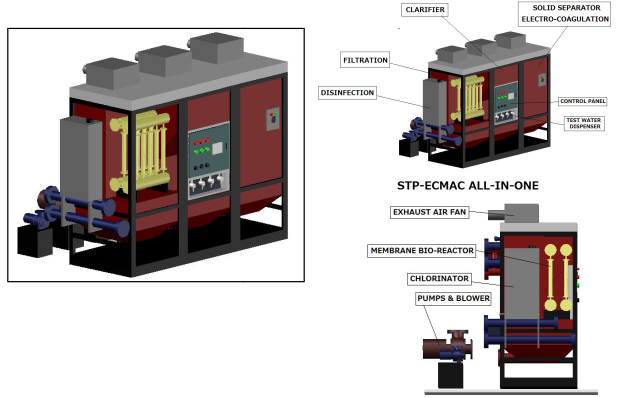 CLARIFIER
SOLID SEPARATOR
ELECTRO-COAGULATION
FILTRATION
DISINFECTION
CONTROL PANEL
TEST WATER
DISPENSER
STP-ECMAC ALL-IN-ONE
EXHAUST AIR FAN
MEMBRANE BIO-REACTOR
CHLORINATOR
PUMPS & BLOWER